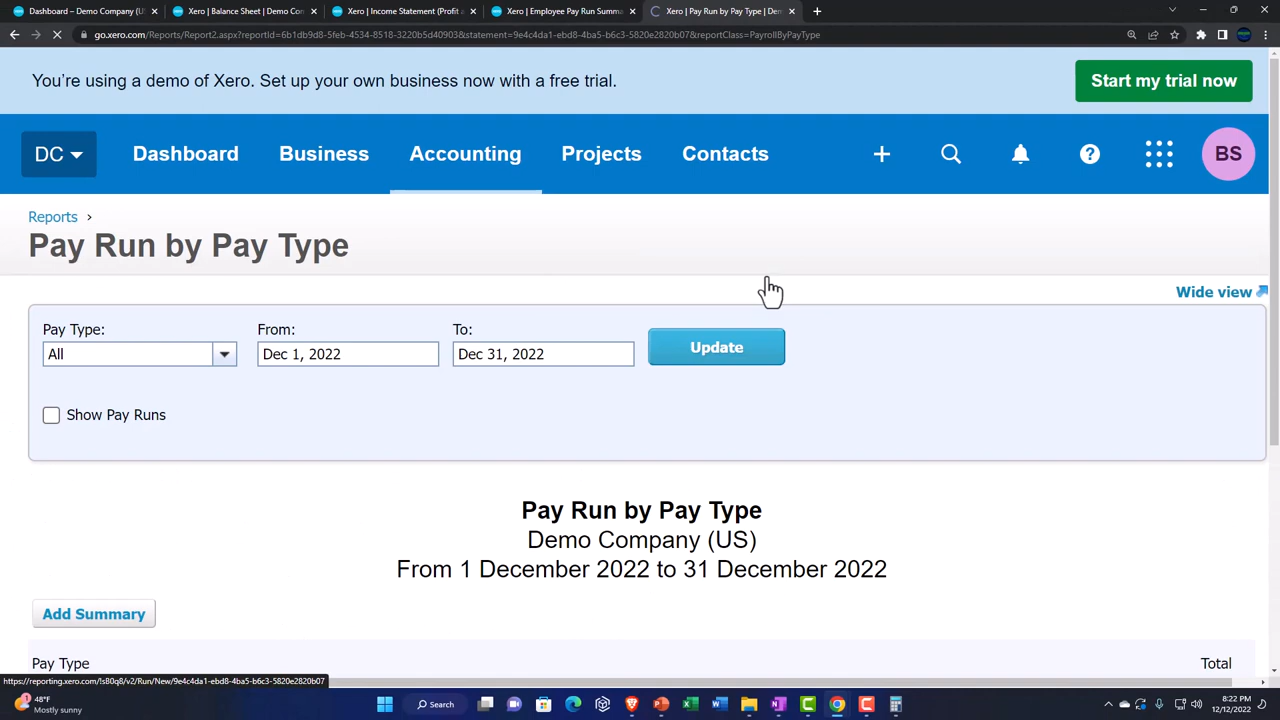 Dashboard – Demo Company (U
Xero | Balance Sheet | Demo Con
Xero | Income Statement (Profit a
Xero | Employee Pay Run Summa
Xero | Pay Run by Pay Type | Dem
go.xero.com/Reports/Report2.aspx?reportId=6b1db9d8-5feb-4534-8518-3220b5d40903&statement=9e4c4da1-ebd8-4ba5-b6c3-5820e2820b07&reportClass=PayrollByPayType
You're using a demo of Xero. Set up your own business now with a free trial.
Start my trial now
DC
Dashboard
Business
Accounting
Projects
Contacts
BS
Reports ›
Pay Run by Pay Type
Wide view
Pay Type:
From:
To:
All
Dec 1, 2022
Dec 31, 2022
Update
Show Pay Runs
Pay Run by Pay Type
Demo Company (US)
From 1 December 2022 to 31 December 2022
Add Summary
Pay Type
Total
https://reporting.xero.com/!sB0q8/v2/Run/New/9e4c4da1-ebd8-4ba5-b6c3-5820e2820b07
48°F
Mostly sunny
Search
8:22 PM
12/12/2022